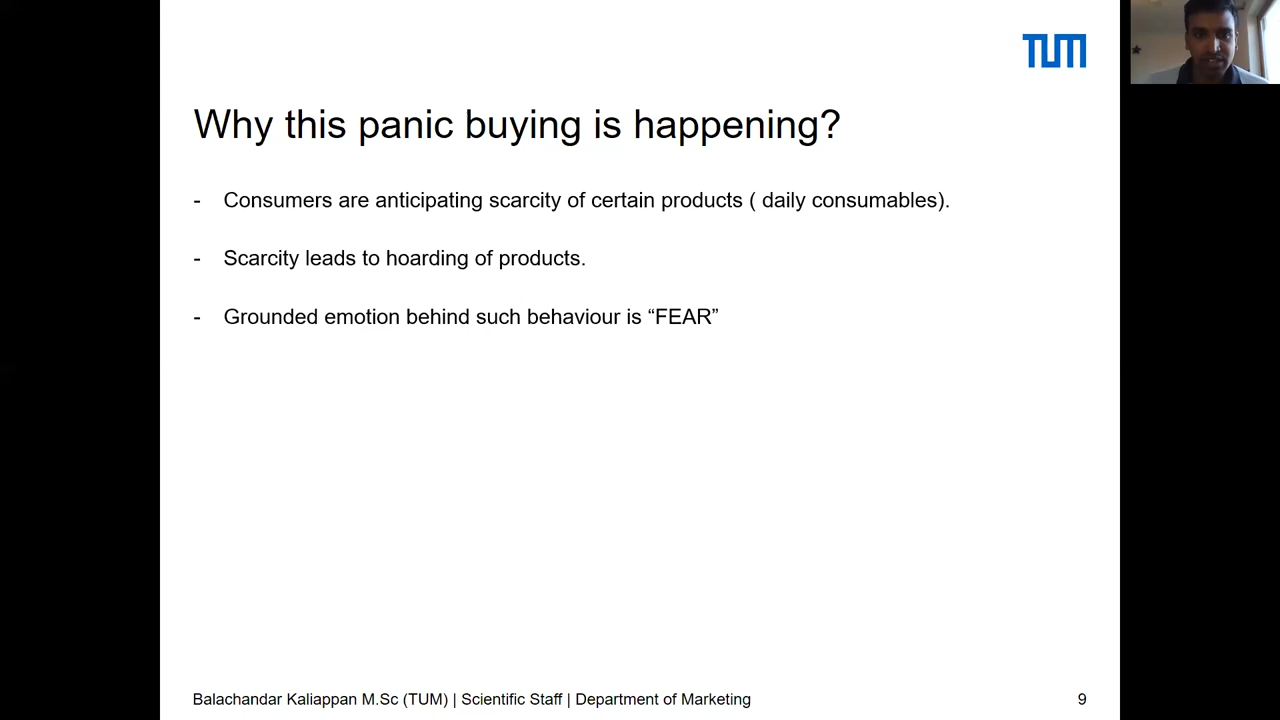 TUM
Why this panic buying is happening?
- Consumers are anticipating scarcity of certain products ( daily consumables).
- Scarcity leads to hoarding of products.
- Grounded emotion behind such behaviour is “FEAR”
Balachandar Kaliappan M.Sc (TUM) | Scientific Staff | Department of Marketing
9